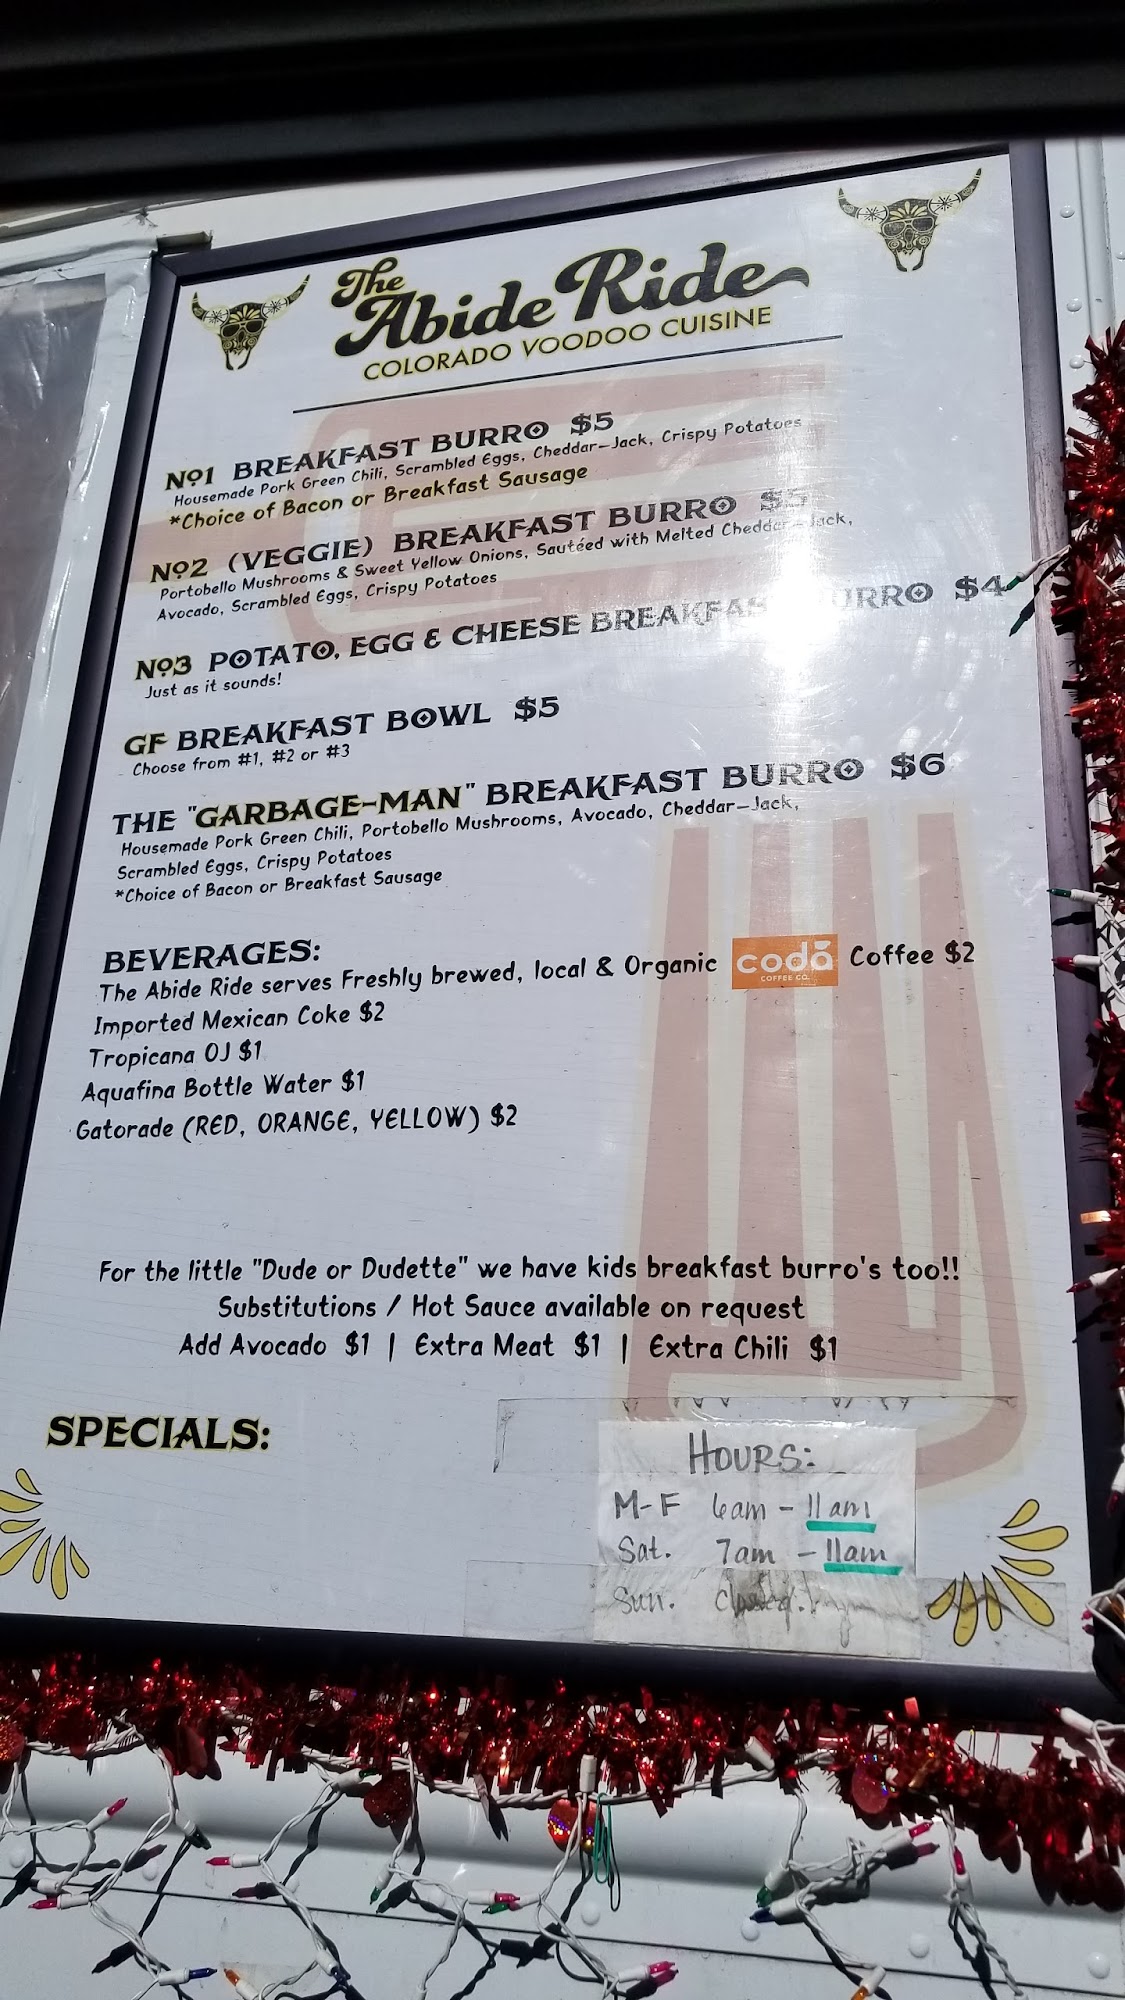 The
Abide Ride
COLORADO VOODOO CUISINE
No1 BREAKFAST BURRO $5
Housemade Pork Green Chili, Scrambled Eggs, Cheddar-Jack, Crispy Potatoes
*Choice of Bacon or Breakfast Sausage
No2 (VEGGIE) BREAKFAST BURRO $5
Portobello Mushrooms & Sweet Yellow Onions, Sautéed with Melted Cheddar-Jack,
Avocado, Scrambled Eggs, Crispy Potatoes
No3 POTATO, EGG & CHEESE BREAKFAST BURRO $4
Just as it sounds!
GF BREAKFAST BOWL $5
Choose from #1, #2 or #3
THE "GARBAGE-MAN" BREAKFAST BURRO $6
Housemade Pork Green Chili, Portobello Mushrooms, Avocado, Cheddar-Jack,
Scrambled Eggs, Crispy Potatoes
*Choice of Bacon or Breakfast Sausage
BEVERAGES:
The Abide Ride serves Freshly brewed, local & Organic coda COFFEE CO. Coffee $2
Imported Mexican Coke $2
Tropicana OJ $1
Aquafina Bottle Water $1
Gatorade (RED, ORANGE, YELLOW) $2
For the little "Dude or Dudette" we have kids breakfast burro's too!!
Substitutions / Hot Sauce available on request
Add Avocado $1 | Extra Meat $1 | Extra Chili $1
SPECIALS:
HOURS:
M-F 6am - 11am
Sat. 7am - 11am
Sun. closed.